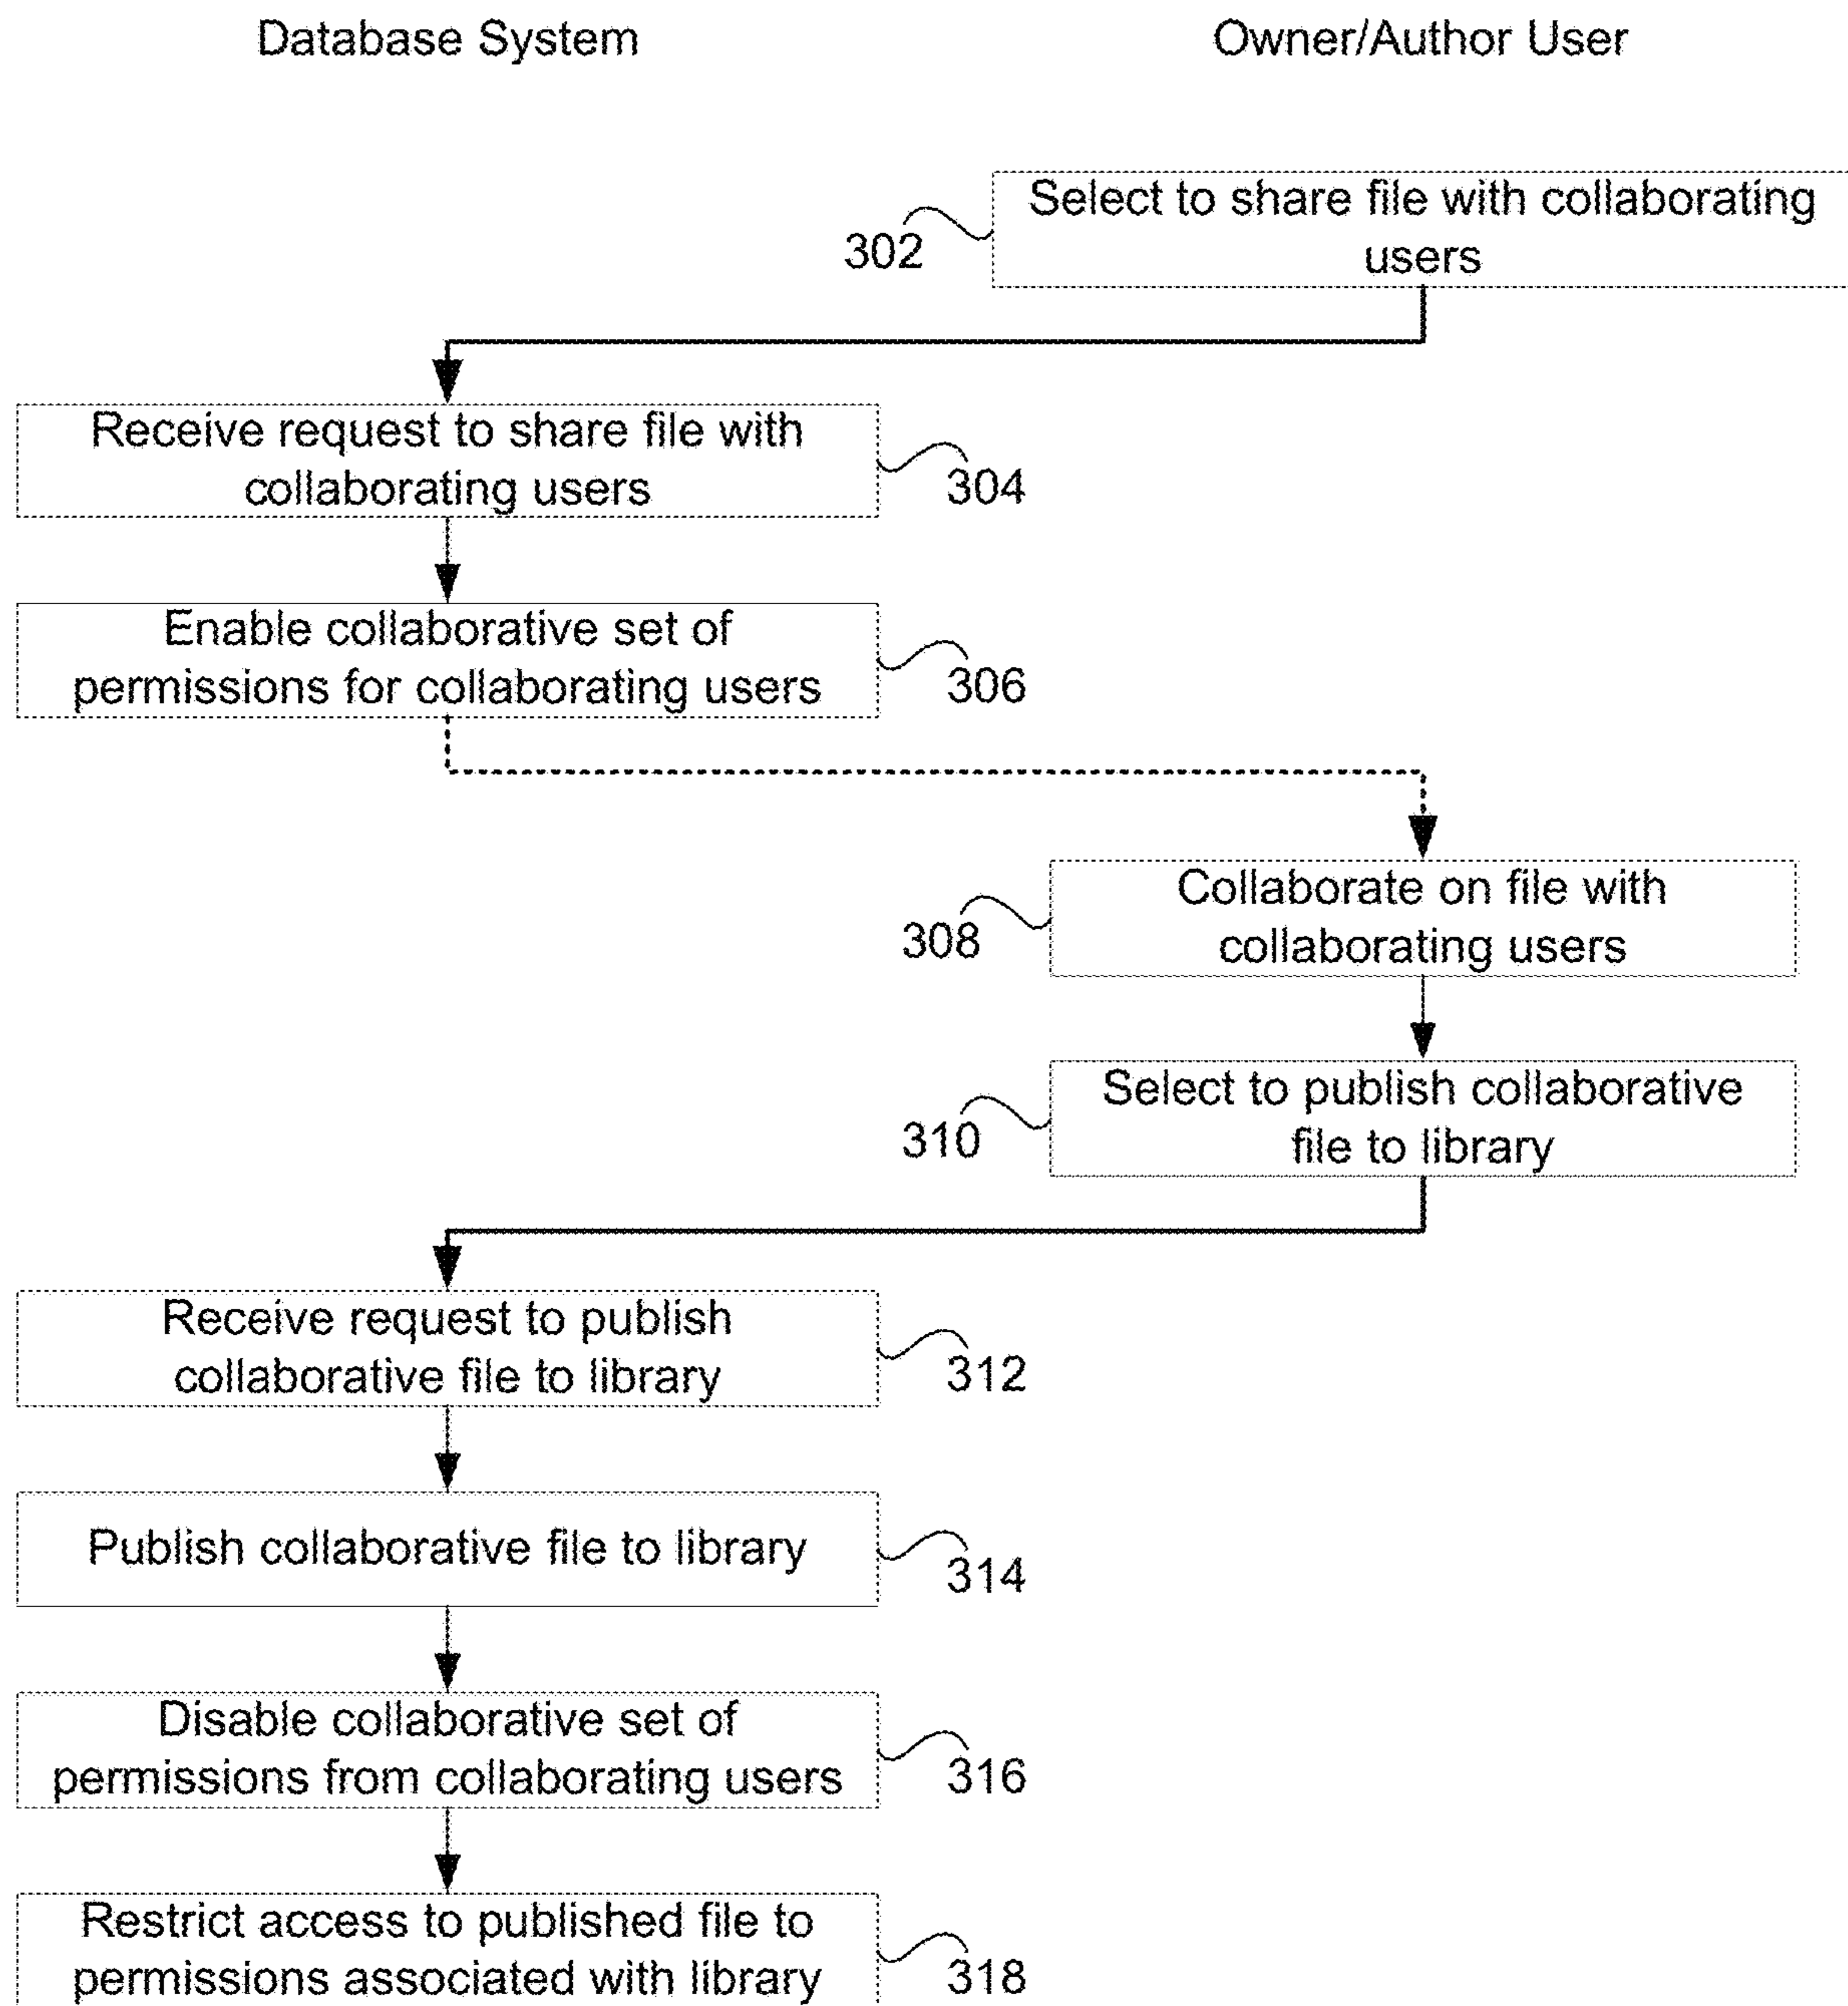 Database System
Owner/Author User
Select to share file with collaborating
users
302
Receive request to share file with
collaborating users
304
Enable collaborative set of
permissions for collaborating users
306
Collaborate on file with
collaborating users
308
Select to publish collaborative
file to library
310
Receive request to publish
collaborative file to library
312
Publish collaborative file to library
314
Disable collaborative set of
permissions from collaborating users
316
Restrict access to published file to
permissions associated with library
318